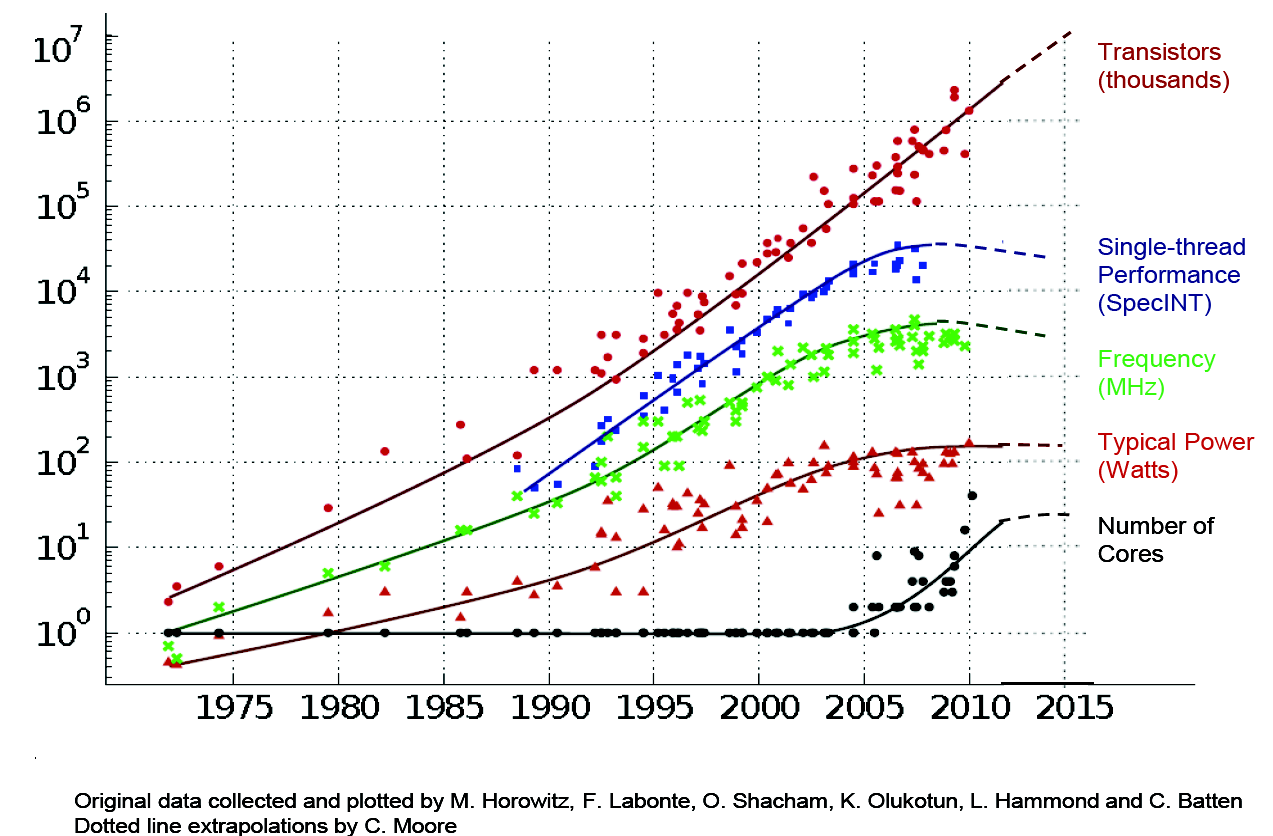 10^7
10^6
10^5
10^4
10^3
10^2
10^1
10^0
1975 1980 1985 1990 1995 2000 2005 2010 2015
Transistors
(thousands)
Single-thread
Performance
(SpecINT)
Frequency
(MHz)
Typical Power
(Watts)
Number of
Cores
Original data collected and plotted by M. Horowitz, F. Labonte, O. Shacham, K. Olukotun, L. Hammond and C. Batten
Dotted line extrapolations by C. Moore